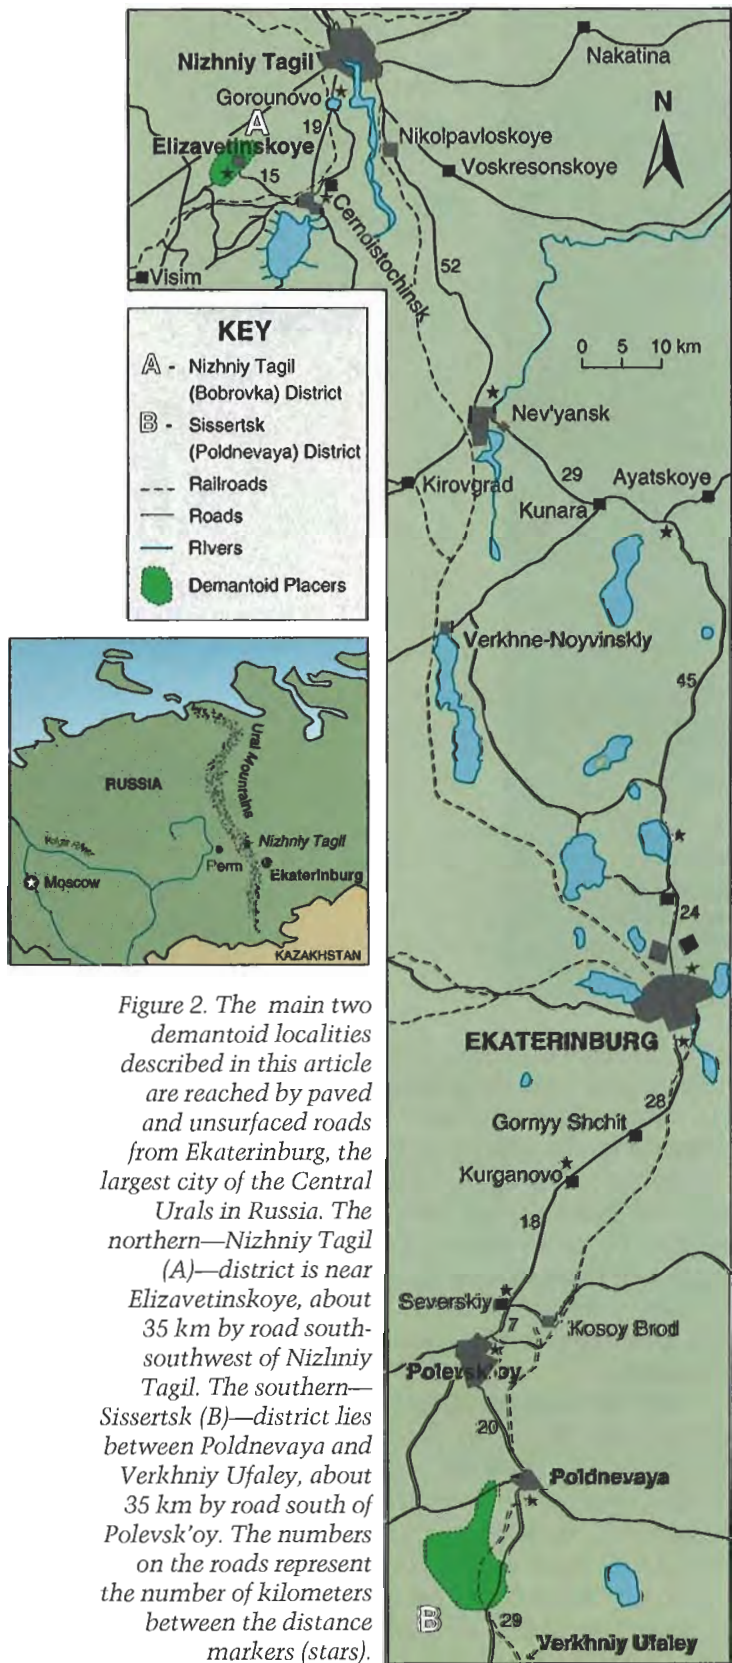 Nizhniy Tagil
Nakatina
Gorounovo
A
N
19
Elizavetinskoye
Nikolpavloskoye
15
Voskresonskoye
Cernoistochinsk
52
Visim
0 5 10 km
KEY
A - Nizhniy Tagil
(Bobrovka) District
B - Sissertsk
(Poldnevaya) District
Railroads
Roads
Rivers
Demantoid Placers
Nev'yansk
29
Ayatskoye
Kirovgrad
Kunara
Verkhne-Noyvinskiy
45
24
EKATERINBURG
28
Gornyy Shchit
Kurganovo
18
Severskiy
7
Kosoy Brod
Polevsk'oy
20
Poldnevaya
B
29
Verkhniy Ufaley
Ural Mountains
RUSSIA
Volga River
Nizhniy Tagil
Perm
Ekaterinburg
Moscow
KAZAKHSTAN
Figure 2. The main two
demantoid localities
described in this article
are reached by paved
and unsurfaced roads
from Ekaterinburg, the
largest city of the Central
Urals in Russia. The
northern—Nizhniy Tagil
(A)—district is near
Elizavetinskoye, about
35 km by road south-
southwest of Nizhniy
Tagil. The southern—
Sissertsk (B)—district lies
between Poldnevaya and
Verkhniy Ufaley, about
35 km by road south of
Polevsk'oy. The numbers
on the roads represent
the number of kilometers
between the distance
markers (stars).